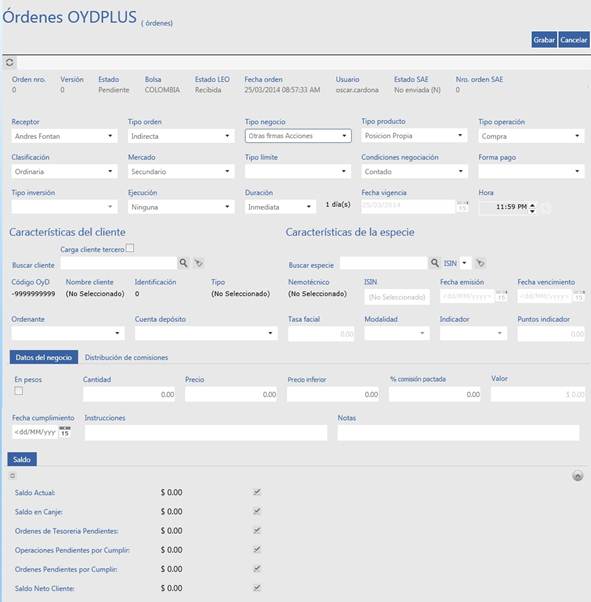 Órdenes OYDPLUS ( órdenes)
Grabar Cancelar
Orden nro. Versión Estado Bolsa Estado LEO Fecha orden Usuario Estado SAE Nro. orden SAE
0 0 Pendiente COLOMBIA Recibida 25/03/2014 08:57:33 AM oscar.cardona No enviada (N) 0
Receptor Tipo orden Tipo negocio Tipo producto Tipo operación
Andres Fontan Indirecta Otras firmas Acciones Posicion Propia Compra
Clasificación Mercado Tipo límite Condiciones negociación Forma pago
Ordinaria Secundario Contado
Tipo inversión Ejecución Duración Fecha vigencia Hora
Ninguna Inmediata 1 día(s) 25/03/2014 15 11:59 PM
Características del cliente Características de la especie
Carga cliente tercero
Buscar cliente Buscar especie ISIN
Código OyD Nombre cliente Identificación Tipo Nemotécnico ISIN Fecha emisión Fecha vencimiento
-9999999999 (No Seleccionado) 0 (No Seleccionado) (No Seleccionado) (No Seleccionado) <dd/MM/yyyy> 15 <dd/MM/yyyy> 15
Ordenante Cuenta depósito Tasa facial Modalidad Indicador Puntos indicador
0.00 0.00
Datos del negocio Distribución de comisiones
En pesos Cantidad Precio Precio inferior % comisión pactada Valor
0.00 0.00 0.00 0.00 $ 0.00
Fecha cumplimiento Instrucciones Notas
<dd/MM/yyy 15
Saldo
Saldo Actual: $ 0.00
Saldo en Canje: $ 0.00
Ordenes de Tesoreria Pendientes: $ 0.00
Operaciones Pendientes por Cumplir: $ 0.00
Ordenes Pendientes por Cumplir: $ 0.00
Saldo Neto Cliente: $ 0.00